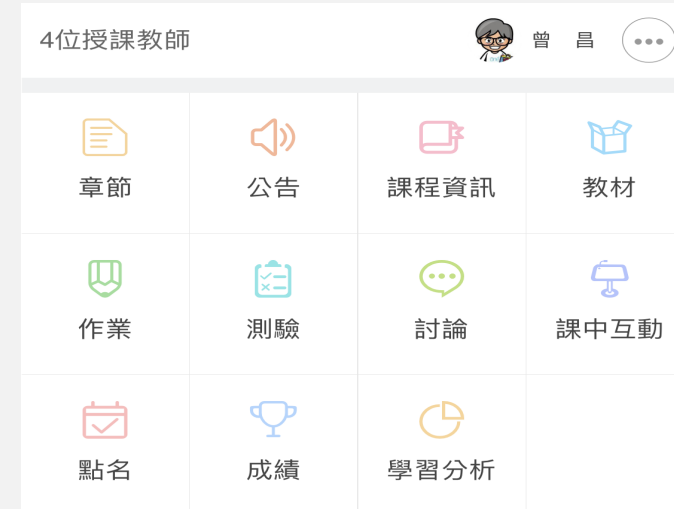 4位授課教師 曾 昌
章節 公告 課程資訊 教材
作業 測驗 討論 課中互動
點名 成績 學習分析